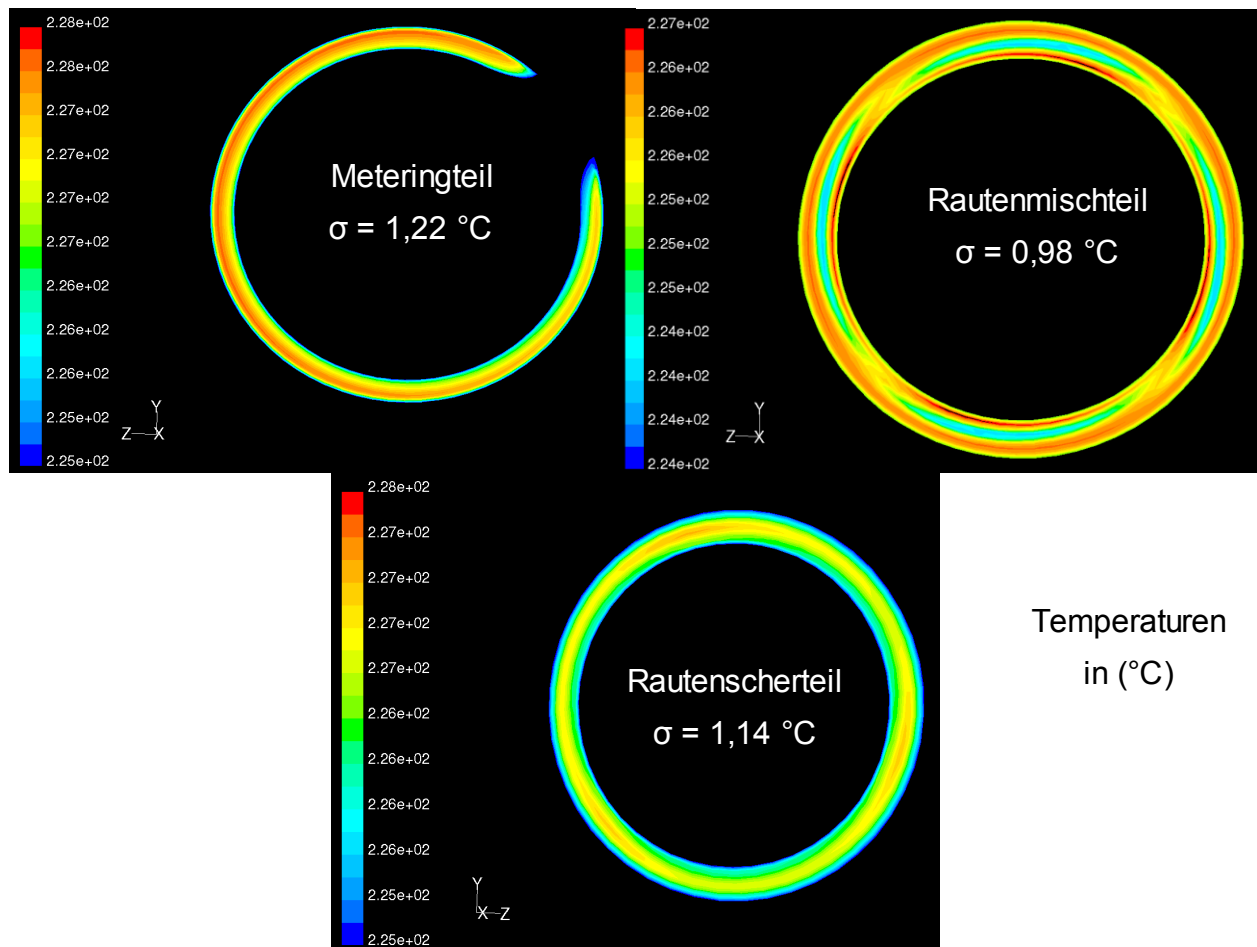 2.28e+02
2.28e+02
2.27e+02
2.27e+02
2.27e+02
2.27e+02
2.26e+02
2.26e+02
2.26e+02
2.25e+02
2.25e+02
Meteringteil
σ = 1,22 °C
Y
Z
X
2.27e+02
2.26e+02
2.26e+02
2.26e+02
2.25e+02
2.25e+02
2.25e+02
2.24e+02
2.24e+02
2.24e+02
Rautenmischteil
σ = 0,98 °C
Y
Z
X
2.28e+02
2.27e+02
2.27e+02
2.27e+02
2.27e+02
2.26e+02
2.26e+02
2.26e+02
2.26e+02
2.25e+02
2.25e+02
Rautenscherteil
σ = 1,14 °C
Y
X
Z
Temperaturen
in (°C)